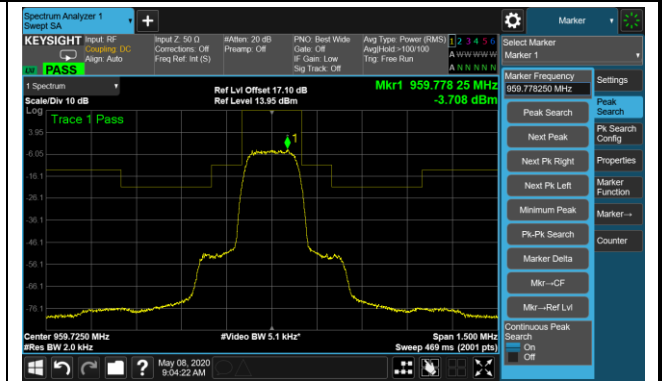 Spectrum Analyzer 1
Swept SA
+
Marker
KEYSIGHT
Input: RF
Coupling: DC
Align: Auto
Input Z: 50 Ω
Corrections: Off
Freq Ref: Int (S)
#Atten: 20 dB
Preamp: Off
PNO: Best Wide
Gate: Off
IF Gain: Low
Sig Track: Off
Avg Type: Power (RMS)
Avg|Hold >100/100
Trig: Free Run
1 2 3 4 5 6
A W W W W W
A N N N N N
PASS
1 Spectrum
Scale/Div 10 dB
Ref Lvl Offset 17.10 dB
Ref Level 13.95 dBm
Mkr1 959.778 25 MHz
-3.708 dBm
Log
Trace 1 Pass
1
3.95
-6.05
-16.1
-26.1
-36.1
-46.1
-56.1
-66.1
-76.1
Center 959.7250 MHz
#Res BW 2.0 kHz
#Video BW 5.1 kHz*
Span 1.500 MHz
Sweep 469 ms (2001 pts)
Select Marker
Marker 1
Marker Frequency
959.778250 MHz
Peak Search
Next Peak
Next Pk Right
Next Pk Left
Minimum Peak
Pk-Pk Search
Marker Delta
Mkr→CF
Mkr→Ref Lvl
Continuous Peak
Search
On
Off
Settings
Peak
Search
Pk Search
Config
Properties
Marker
Function
Marker→
Counter
?
May 08, 2020
9:04:22 AM